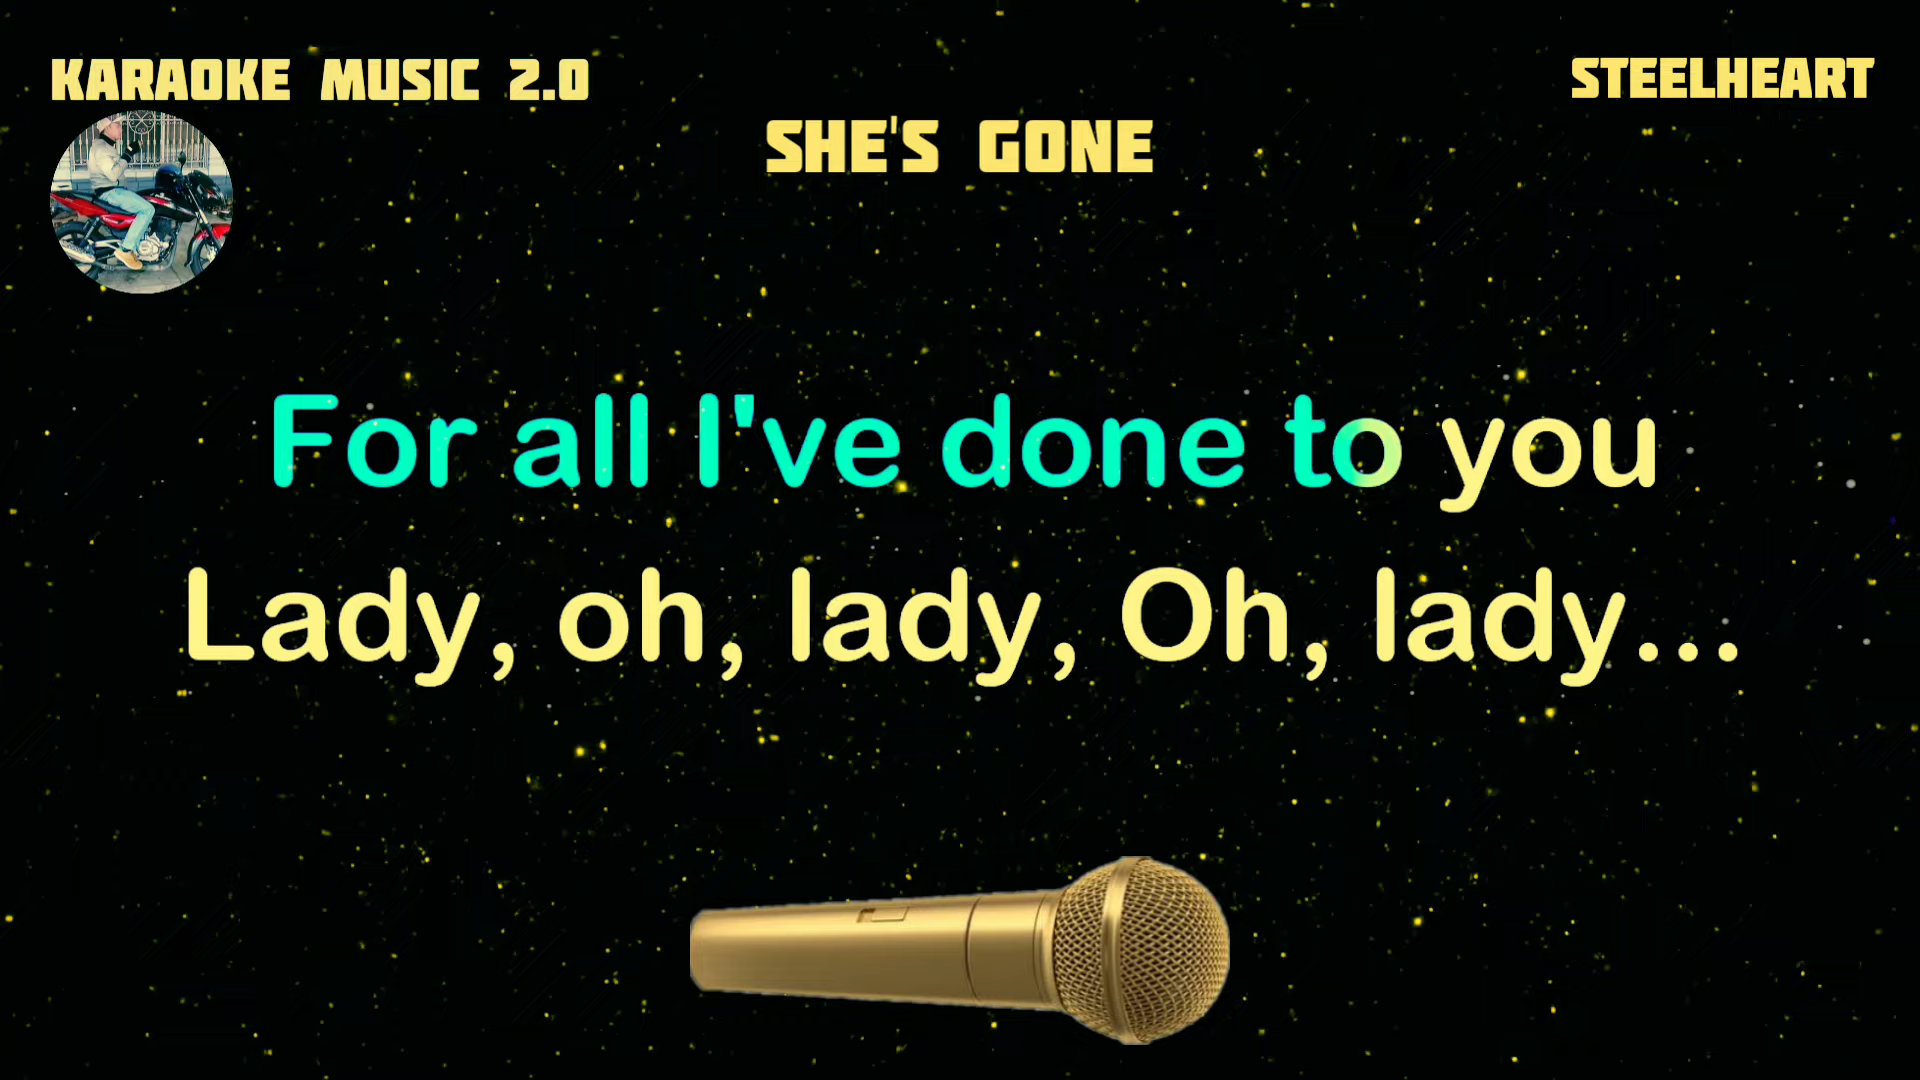 KARAOKE MUSIC 2.0
STEELHEART
SHE'S GONE
For all I've done to you
Lady, oh, lady, Oh, lady...